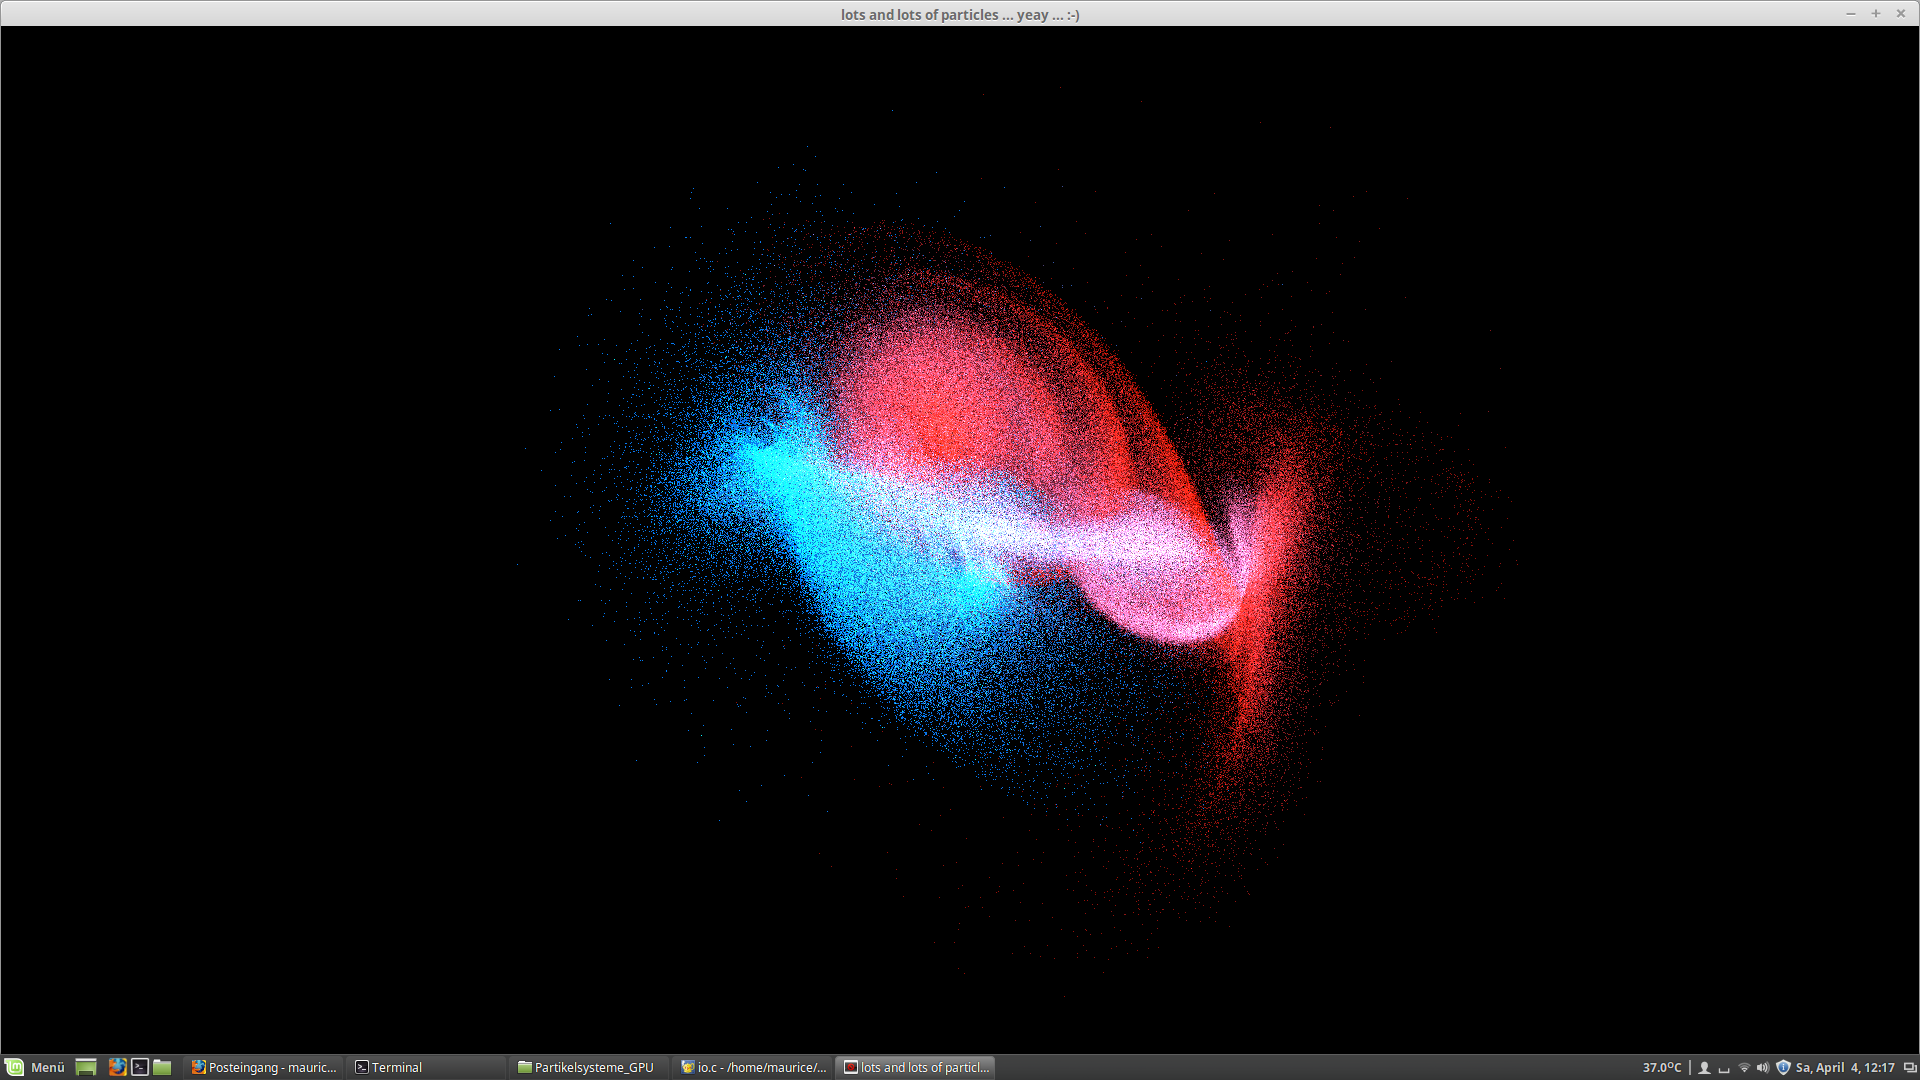 lots and lots of particles ... yeay ... :-)
Menü
Posteingang - mauric...
Terminal
Partikelsysteme_GPU
io.c - /home/maurice/...
lots and lots of particl...
37.0°C
Sa, April 4, 12:17